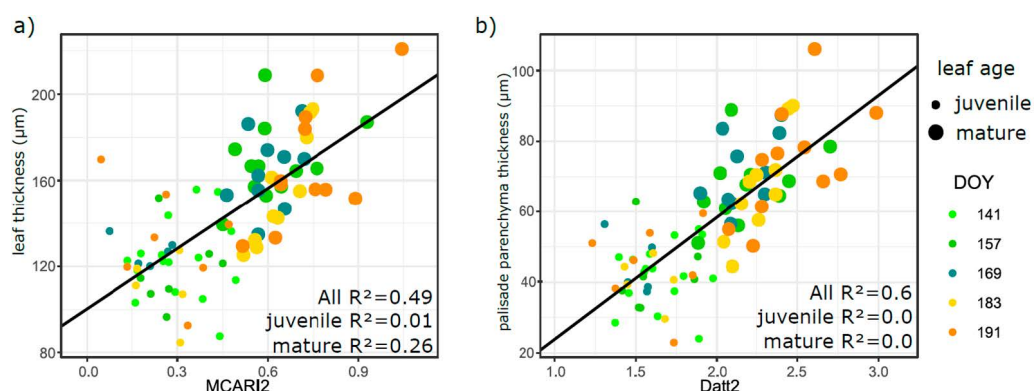 a)
leaf thickness (µm)
200
160
120
80
All R²=0.49
juvenile R²=0.01
mature R²=0.26
0.0 0.3 0.6 0.9
MCARI2
b)
palisade parenchyma thickness (µm)
100
80
60
40
20
All R²=0.6
juvenile R²=0.0
mature R²=0.0
1.0 1.5 2.0 2.5 3.0
Datt2
leaf age
juvenile
mature
DOY
141
157
169
183
191